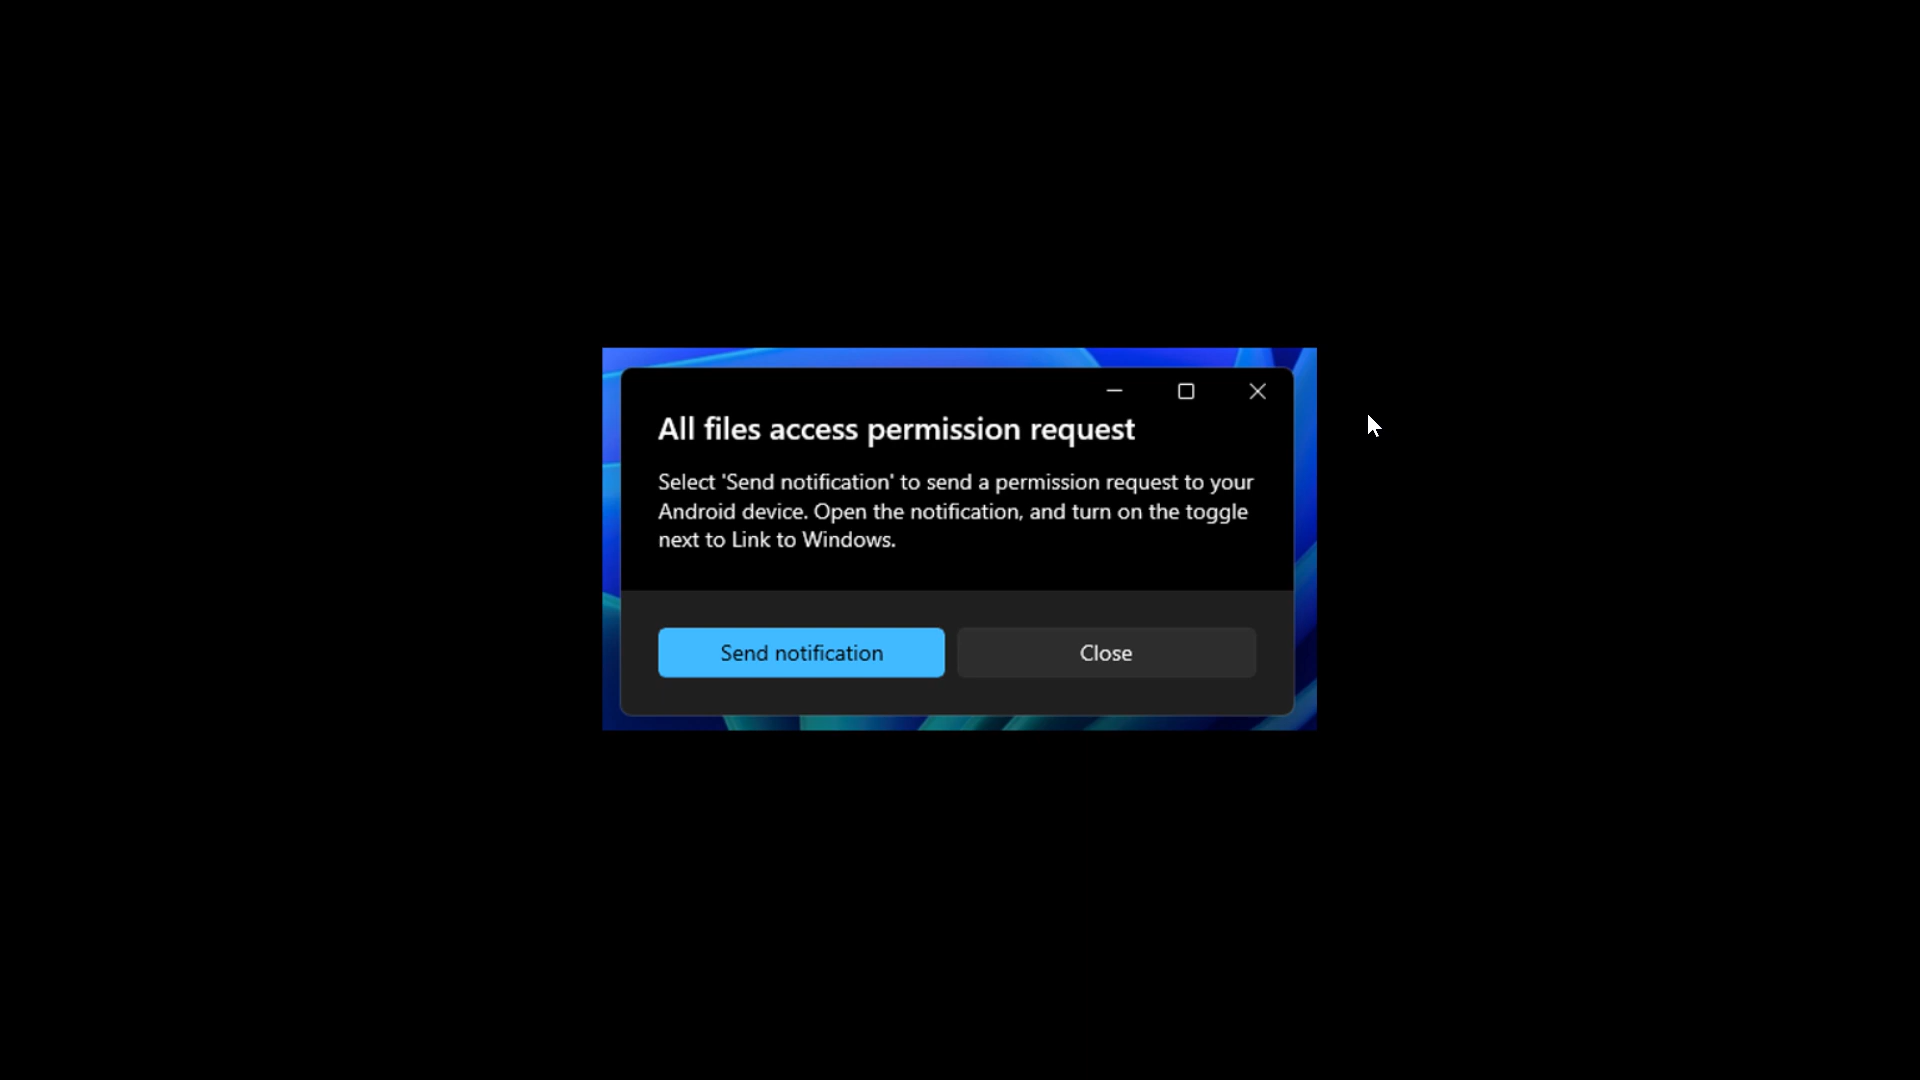 All files access permission request
Select 'Send notification' to send a permission request to your
Android device. Open the notification, and turn on the toggle
next to Link to Windows.
Send notification
Close